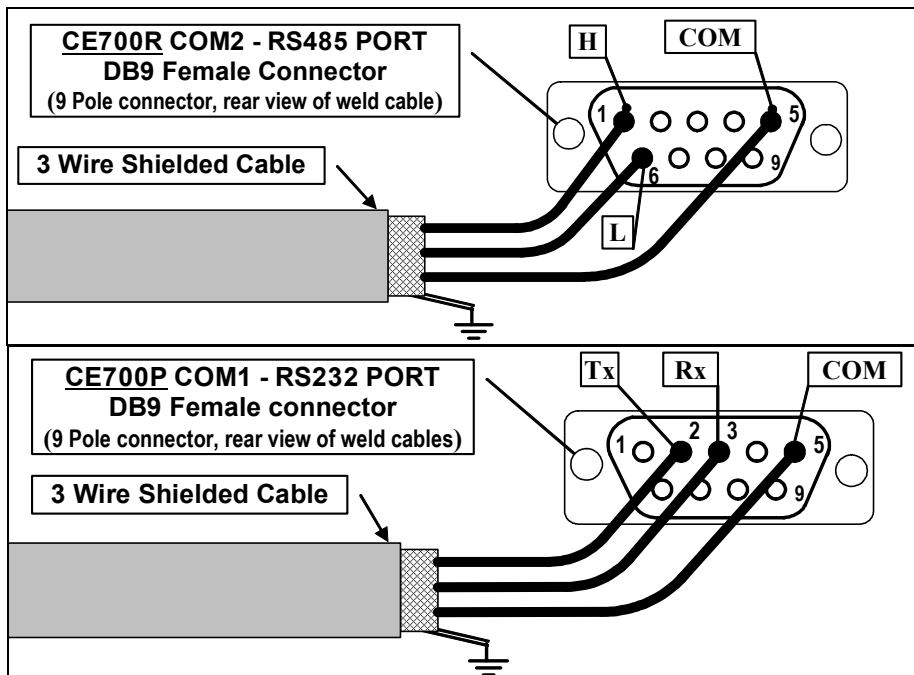 CE700R COM2 - RS485 PORT
DB9 Female Connector
(9 Pole connector, rear view of weld cable)
H
COM
1
5
6
9
L
3 Wire Shielded Cable
CE700P COM1 - RS232 PORT
DB9 Female connector
(9 Pole connector, rear view of weld cables)
Tx
Rx
COM
1
2
3
5
9
3 Wire Shielded Cable